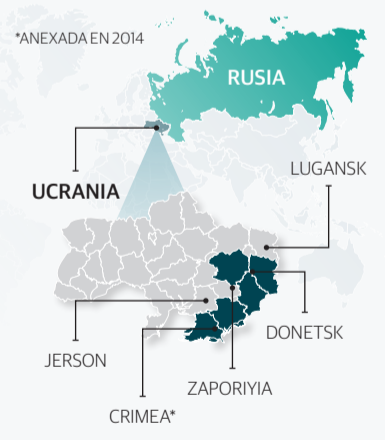 *ANEXADA EN 2014
RUSIA
LUGANSK
UCRANIA
DONETSK
JERSON
ZAPORIYIA
CRIMEA*